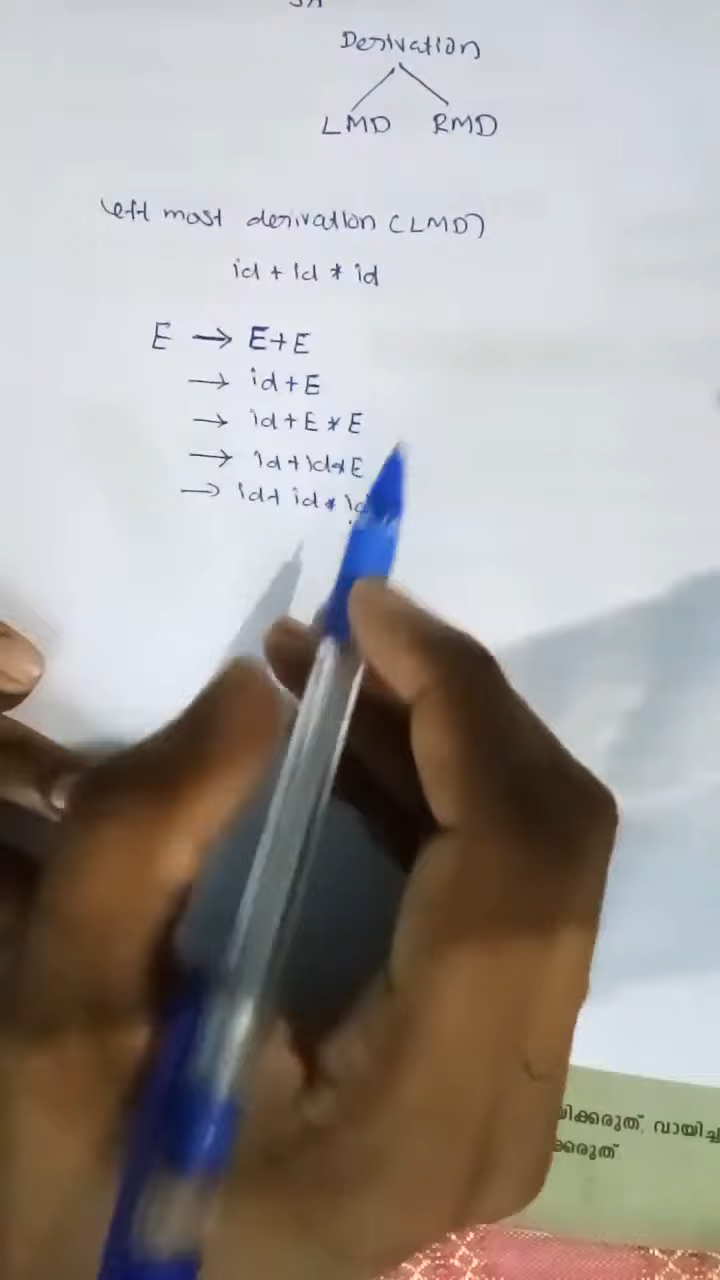 Derivation
LMD RMD
Left most derivation (LMD)
id + id * id
E → E+E
→ id+E
→ id+E * E
→ id+id*E
→ id+ id * id
യിക്കരുത്. വായിച്ച
ക്കരുത്